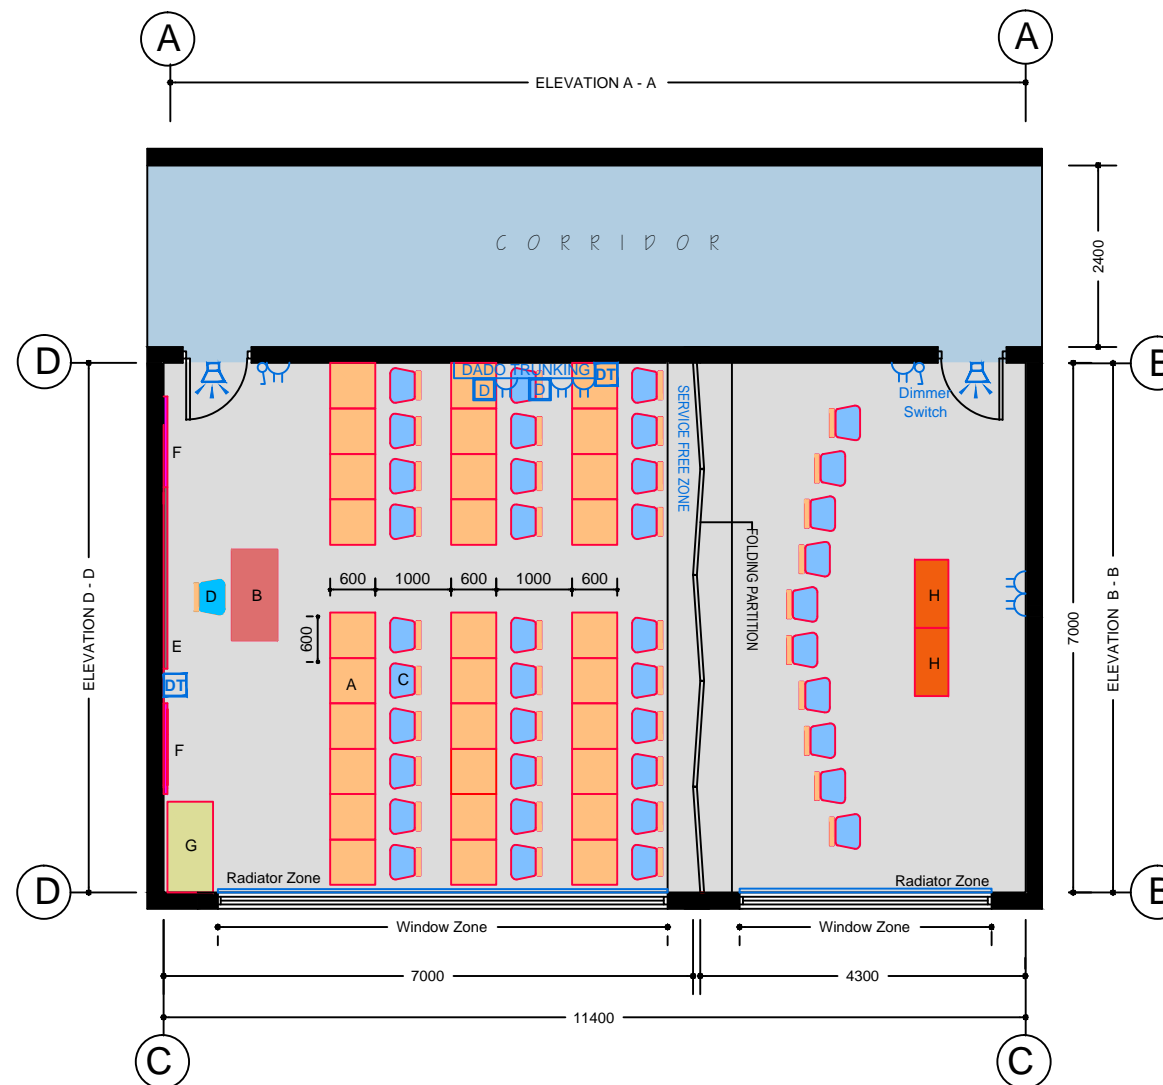 A
A
ELEVATION A - A
C O R R I D O R
2400
D
B
DADO TRUNKING
DT
D
D
Dimmer
Switch
SERVICE FREE ZONE
F
FOLDING PARTITION
600
1000
600
1000
600
D
B
H
600
ELEVATION D - D
7000
ELEVATION B - B
E
H
A
C
DT
F
G
Radiator Zone
Radiator Zone
D
B
Window Zone
Window Zone
7000
4300
11400
C
C